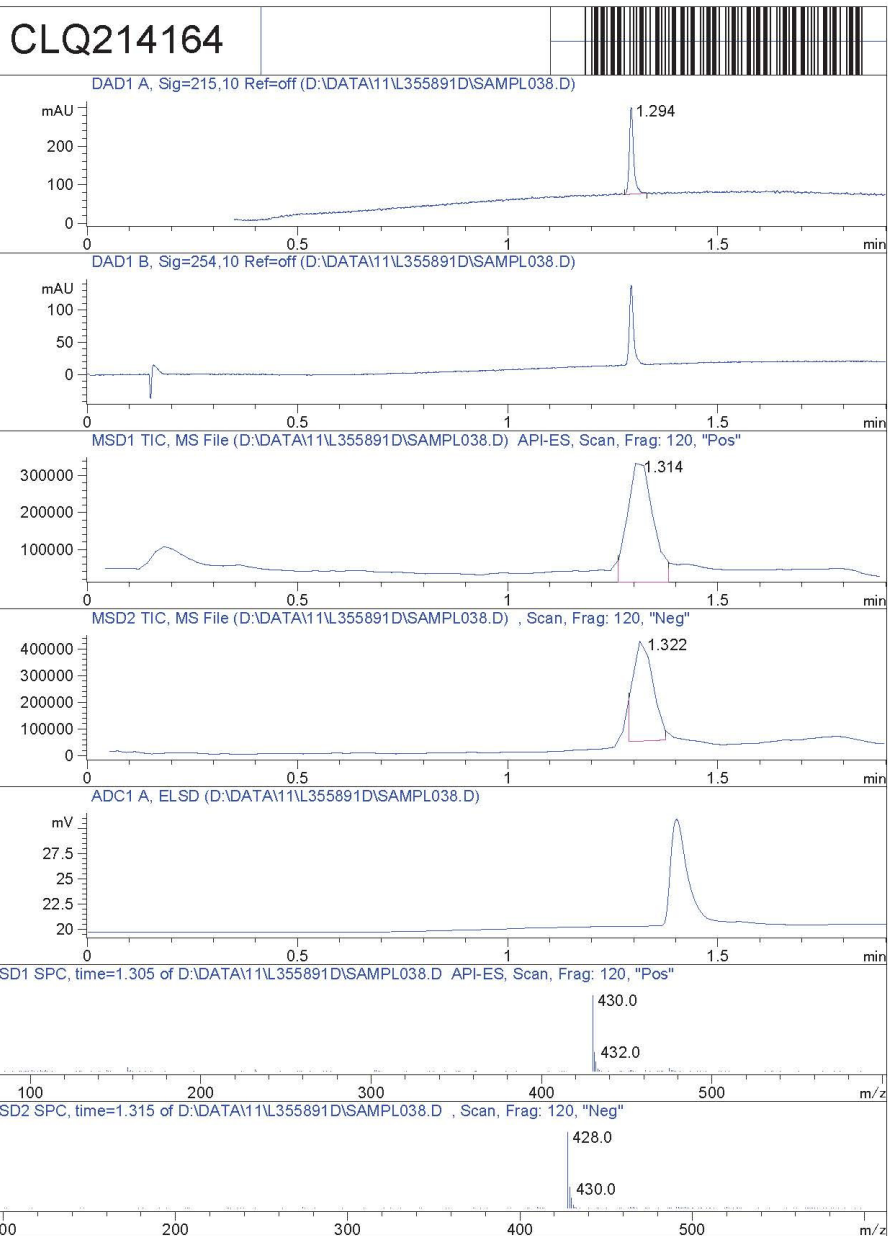 CLQ214164
DAD1 A, Sig=215,10 Ref=off (D:\DATA\11\L355891D\SAMPL038.D)
mAU
1.294
200
100
0
0 0.5 1 1.5 min
DAD1 B, Sig=254,10 Ref=off (D:\DATA\11\L355891D\SAMPL038.D)
mAU
100
50
0
0 0.5 1 1.5 min
MSD1 TIC, MS File (D:\DATA\11\L355891D\SAMPL038.D) API-ES, Scan, Frag: 120, "Pos"
1.314
300000
200000
100000
0 0.5 1 1.5 min
MSD2 TIC, MS File (D:\DATA\11\L355891D\SAMPL038.D) , Scan, Frag: 120, "Neg"
1.322
400000
300000
200000
100000
0
0 0.5 1 1.5 min
ADC1 A, ELSD (D:\DATA\11\L355891D\SAMPL038.D)
mV
27.5
25
22.5
20
0 0.5 1 1.5 min
SD1 SPC, time=1.305 of D:\DATA\11\L355891D\SAMPL038.D API-ES, Scan, Frag: 120, "Pos"
430.0
432.0
100 200 300 400 500 m/z
SD2 SPC, time=1.315 of D:\DATA\11\L355891D\SAMPL038.D , Scan, Frag: 120, "Neg"
428.0
430.0
00 200 300 400 500 m/z